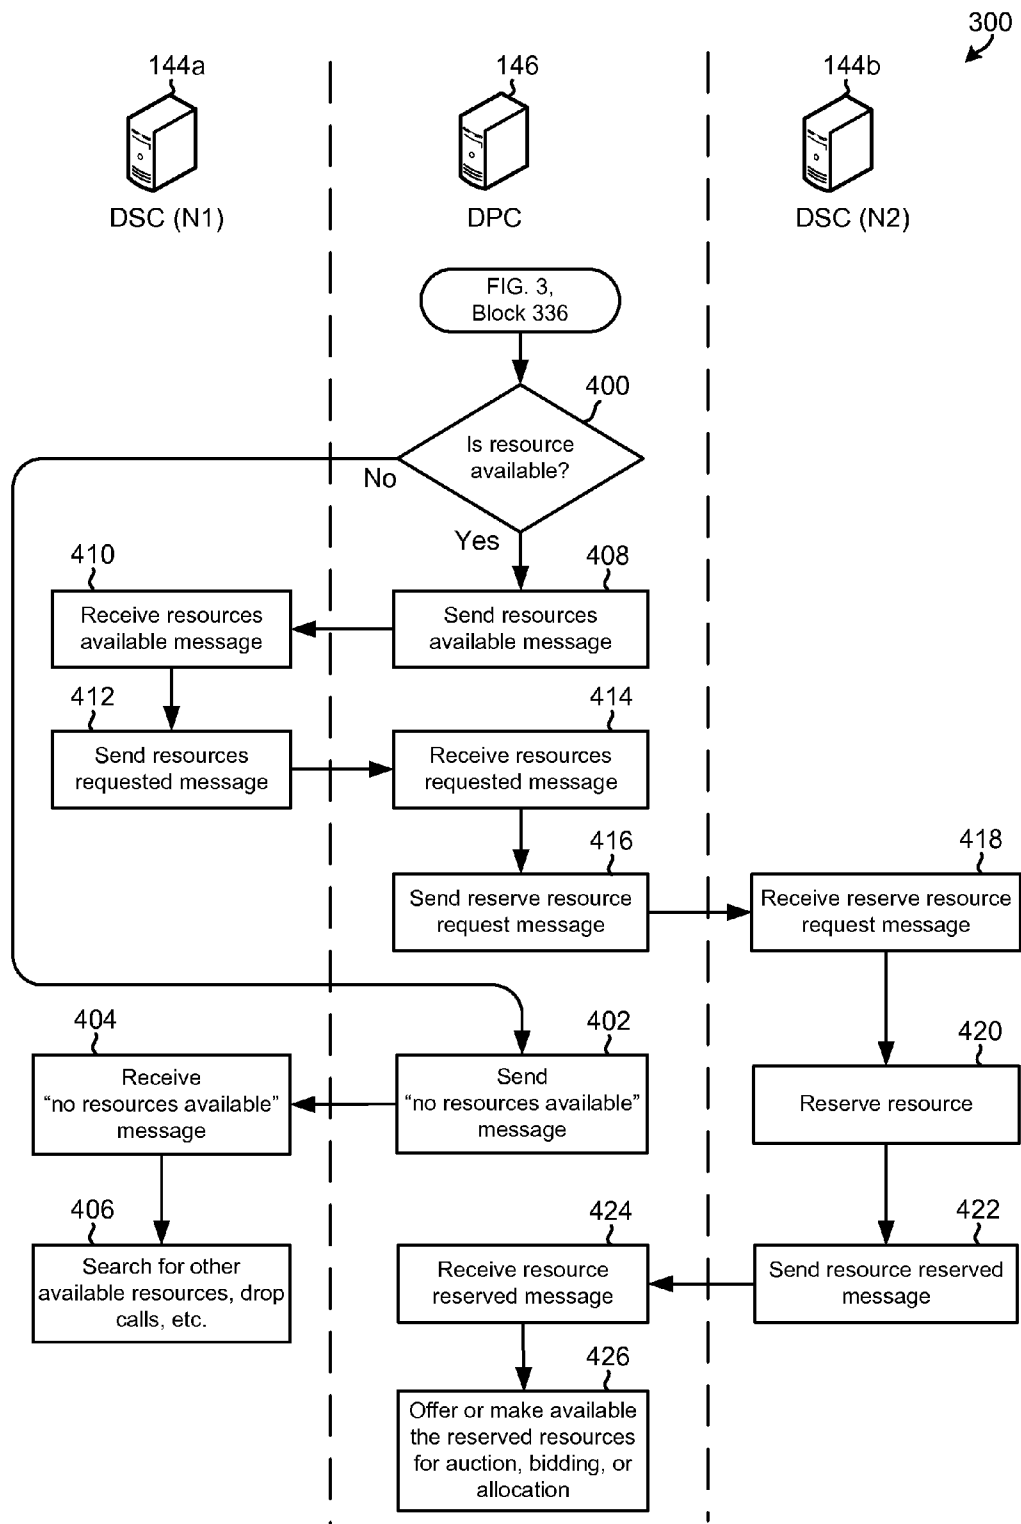 300
144a
146
144b
DSC (N1)
DPC
DSC (N2)
FIG. 3,
Block 336
400
Is resource
available?
No
Yes
410
Receive resources
available message
408
Send resources
available message
412
Send resources
requested message
414
Receive resources
requested message
416
Send reserve resource
request message
418
Receive reserve resource
request message
404
Receive
“no resources available”
message
402
Send
“no resources available”
message
420
Reserve resource
406
Search for other
available resources, drop
calls, etc.
424
Receive resource
reserved message
422
Send resource reserved
message
426
Offer or make available
the reserved resources
for auction, bidding, or
allocation